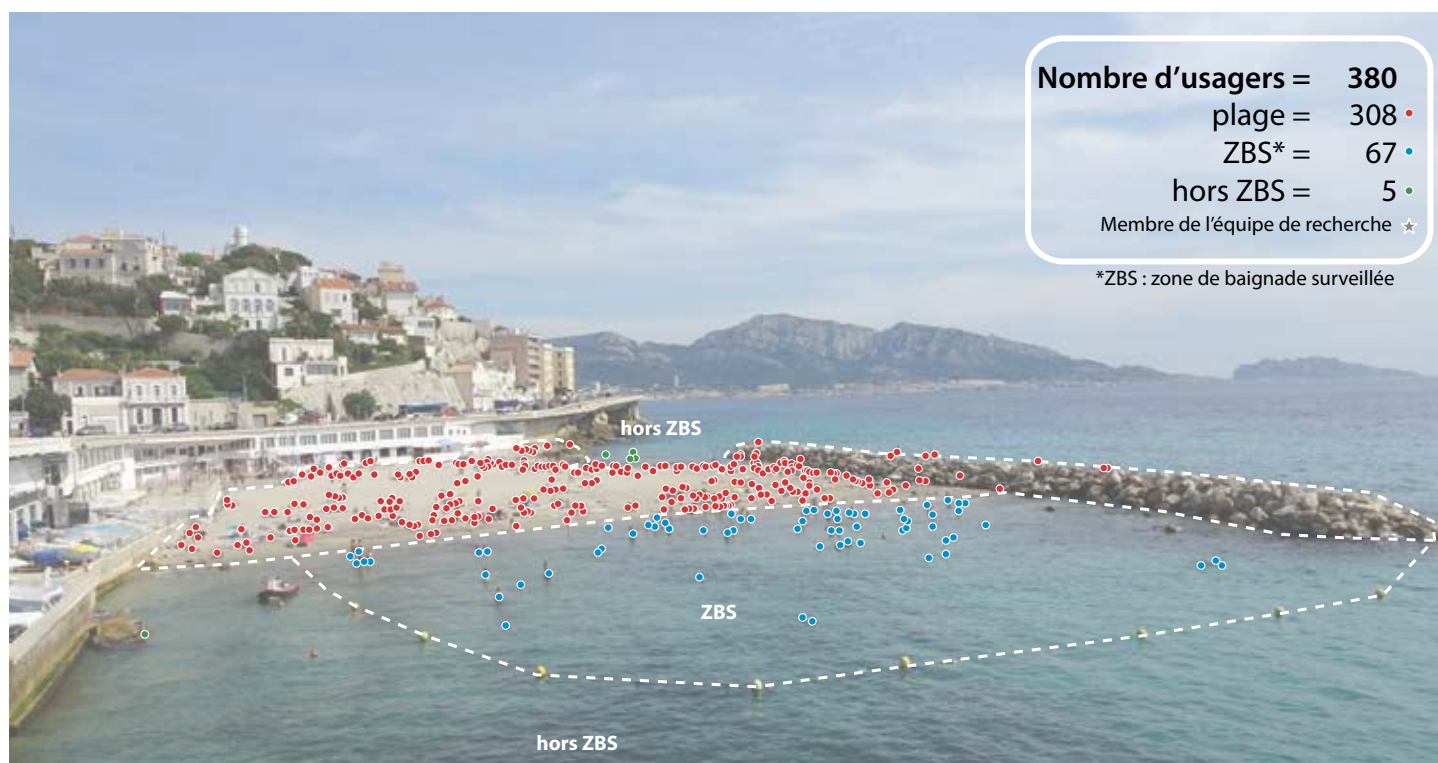 Nombre d’usagers = 380
plage = 308
ZBS* = 67
hors ZBS = 5
Membre de l’équipe de recherche
*ZBS : zone de baignade surveillée
hors ZBS
ZBS
hors ZBS